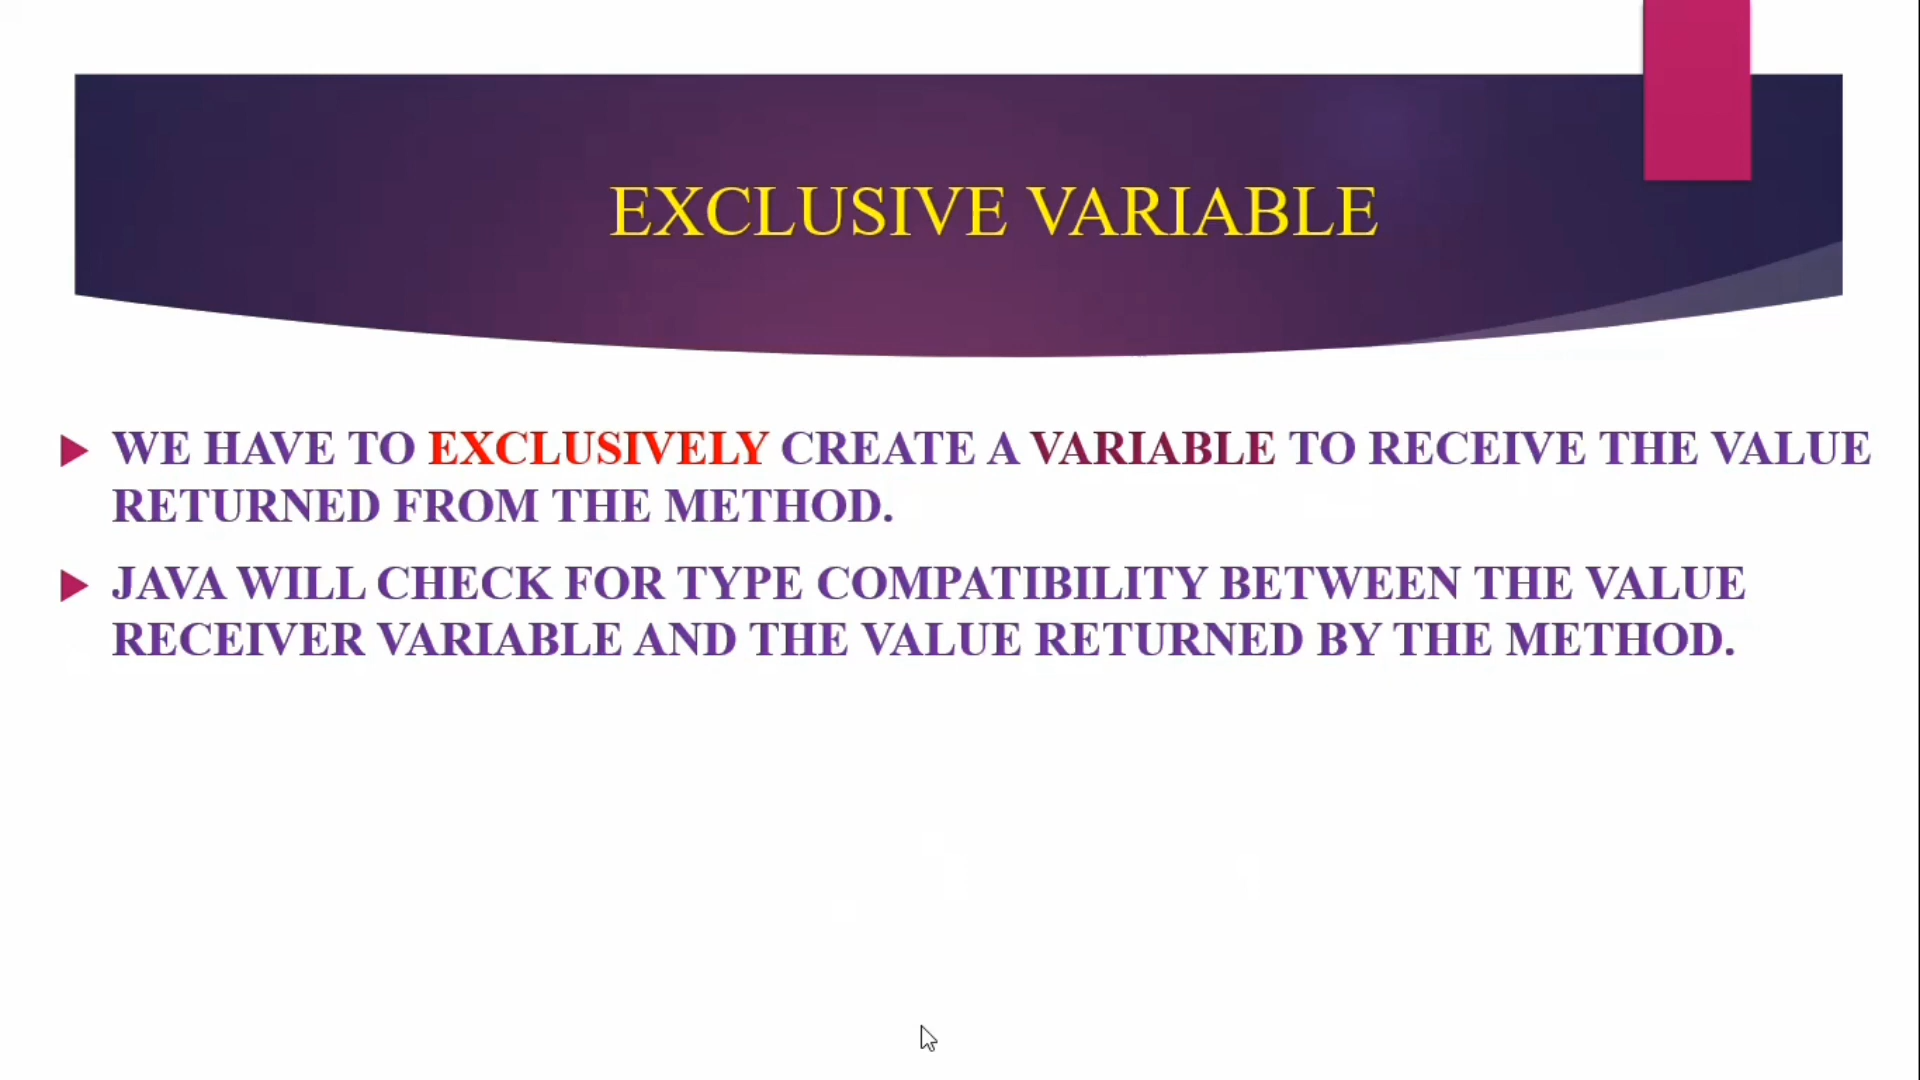 EXCLUSIVE VARIABLE
WE HAVE TO EXCLUSIVELY CREATE A VARIABLE TO RECEIVE THE VALUE
RETURNED FROM THE METHOD.
JAVA WILL CHECK FOR TYPE COMPATIBILITY BETWEEN THE VALUE
RECEIVER VARIABLE AND THE VALUE RETURNED BY THE METHOD.